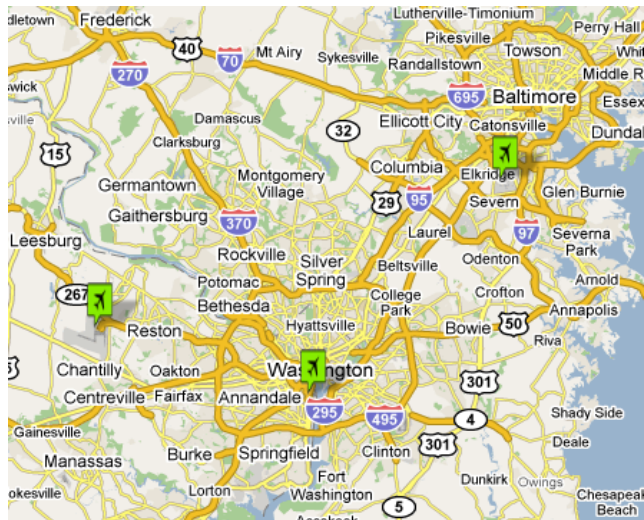 Lutherville-Timonium
dletown
Frederick
Pikesville
Perry Hall
40
Mt Airy
Sykesville
Towson
70
Randallstown
270
Middle R
695
Baltimore
Essex
Damascus
Ellicott City
Catonsville
32
Dundal
15
Clarksburg
Columbia
Elkridge
Montgomery
Village
Germantown
29
95
Severn
Glen Burnie
Gaithersburg
370
Laurel
97
Severna
Park
Leesburg
Rockville
Silver
Spring
Beltsville
Odenton
Arnold
267
Potomac
Bethesda
College
Park
Crofton
Annapolis
Reston
Hyattsville
Bowie
50
Riva
Chantilly
Oakton
Washington
301
Centreville
Fairfax
Annandale
295
495
4
Shady Side
Gainesville
301
Deale
Manassas
Burke
Springfield
Clinton
Fort
Washington
Dunkirk
Owings
okesville
Lorton
5
Chesapeake
Beach